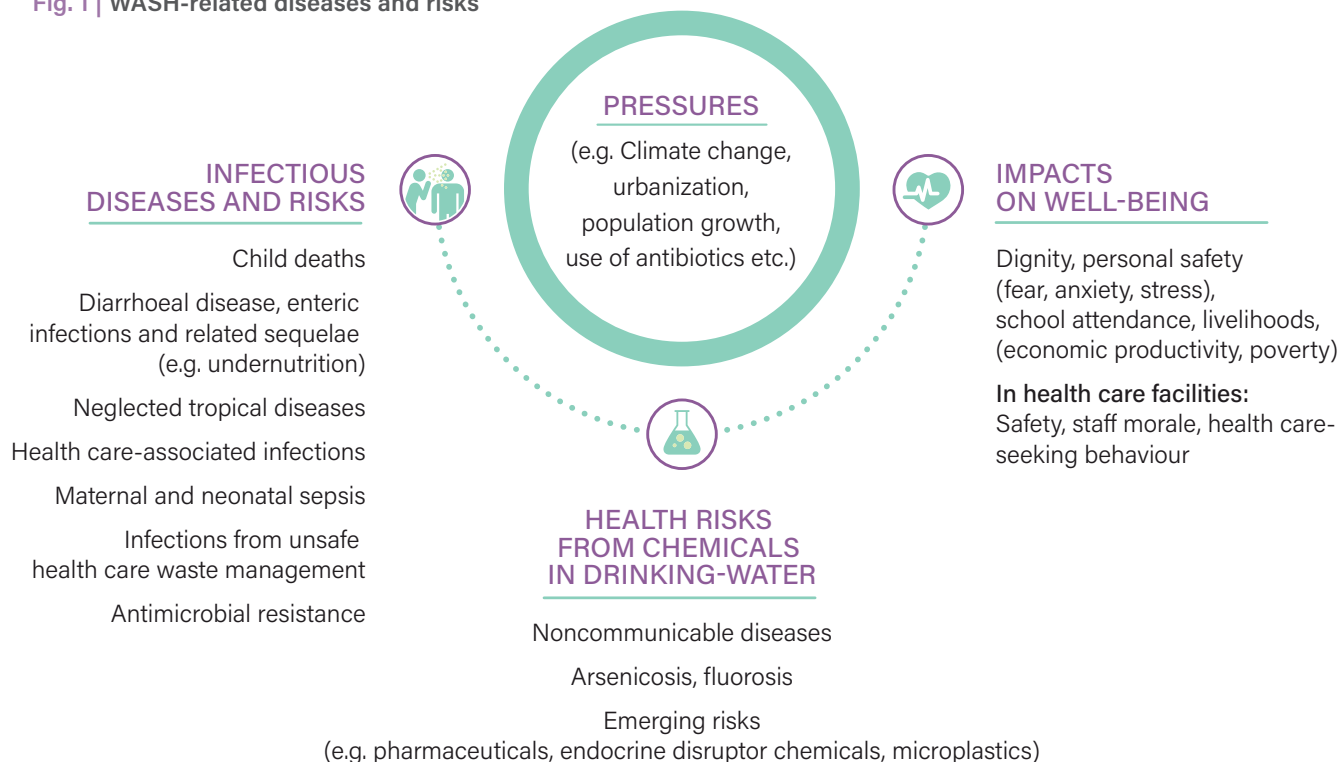 Fig. 1 | WASH-related diseases and risks
PRESSURES
(e.g. Climate change,
urbanization,
population growth,
use of antibiotics etc.)
INFECTIOUS
DISEASES AND RISKS
Child deaths
Diarrhoeal disease, enteric
infections and related sequelae
(e.g. undernutrition)
Neglected tropical diseases
Health care-associated infections
Maternal and neonatal sepsis
Infections from unsafe
health care waste management
Antimicrobial resistance
HEALTH RISKS
FROM CHEMICALS
IN DRINKING-WATER
Noncommunicable diseases
Arsenicosis, fluorosis
Emerging risks
(e.g. pharmaceuticals, endocrine disruptor chemicals, microplastics)
IMPACTS
ON WELL-BEING
Dignity, personal safety
(fear, anxiety, stress),
school attendance, livelihoods,
(economic productivity, poverty)
In health care facilities:
Safety, staff morale, health care-
seeking behaviour